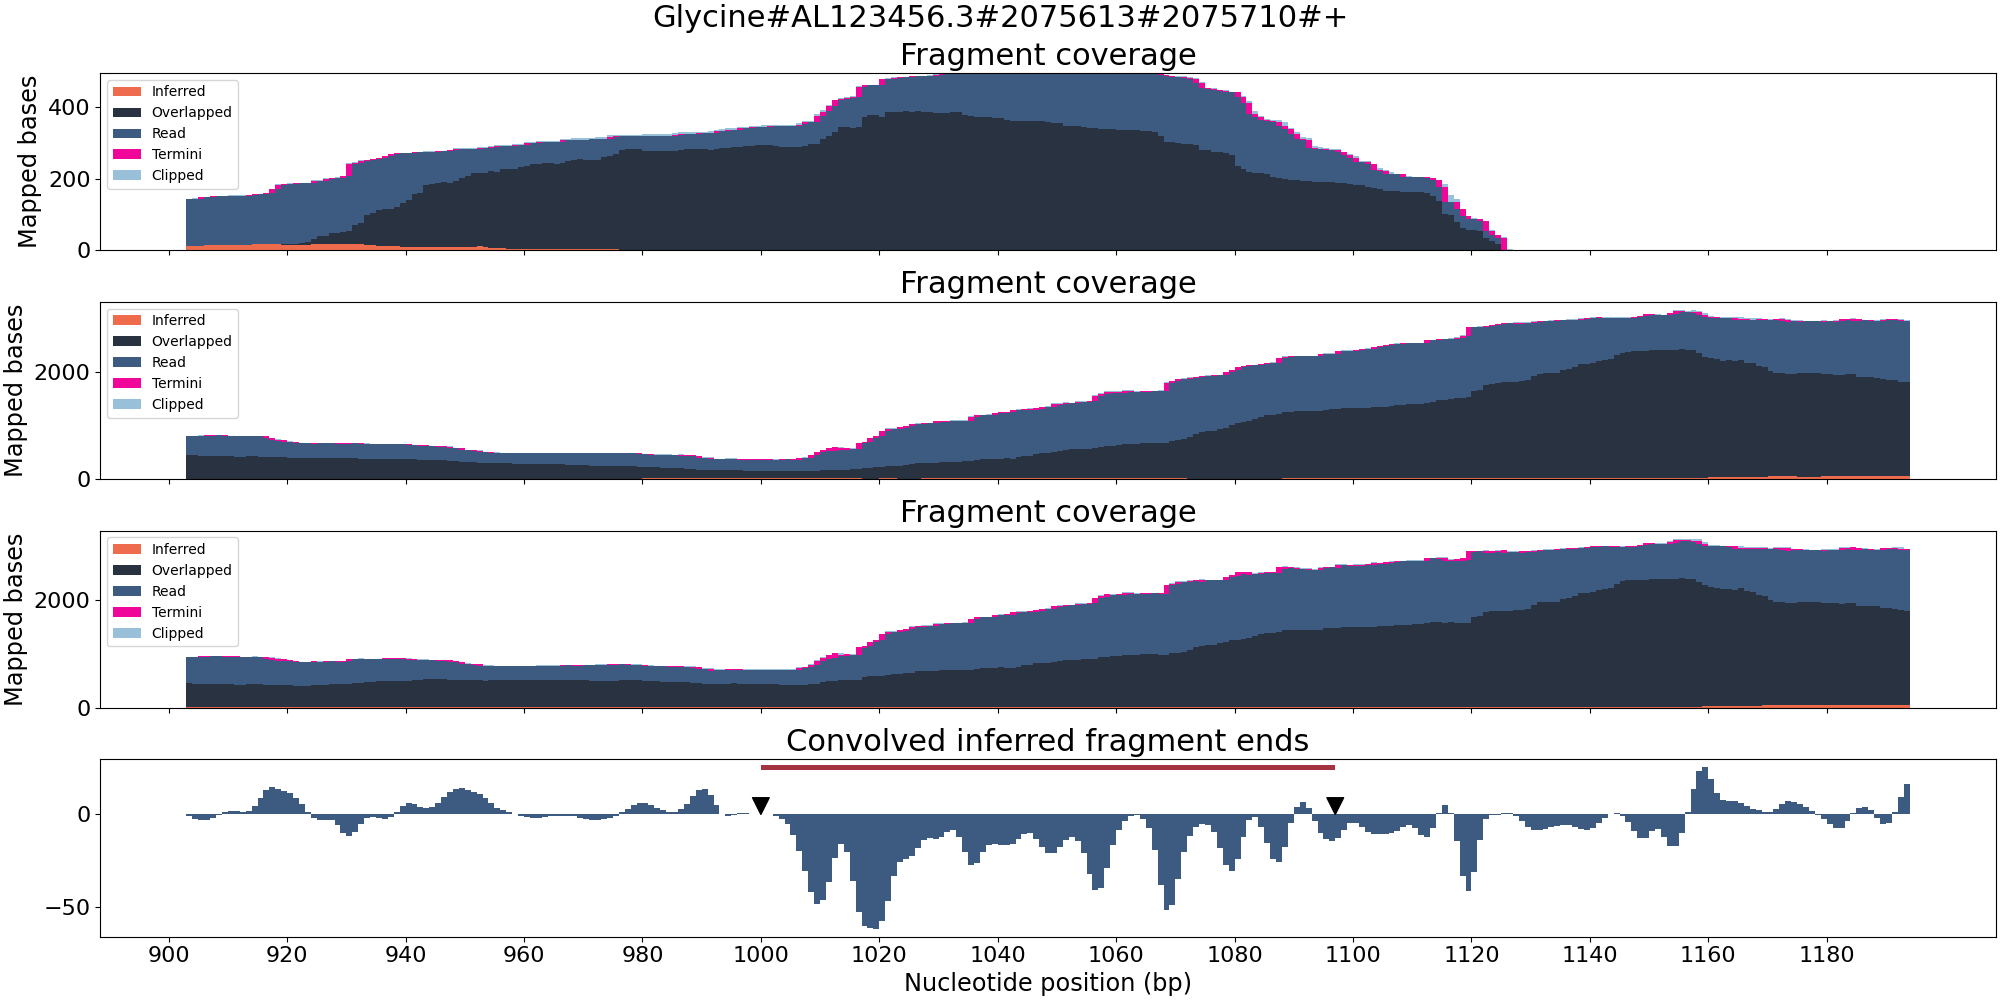 Glycine#AL123456.3#2075613#2075710#+
Fragment coverage
Mapped bases
400
200
0
Inferred
Overlapped
Read
Termini
Clipped
Fragment coverage
Mapped bases
2000
0
Inferred
Overlapped
Read
Termini
Clipped
Fragment coverage
Mapped bases
2000
0
Inferred
Overlapped
Read
Termini
Clipped
Convolved inferred fragment ends
0
−50
900 920 940 960 980 1000 1020 1040 1060 1080 1100 1120 1140 1160 1180
Nucleotide position (bp)